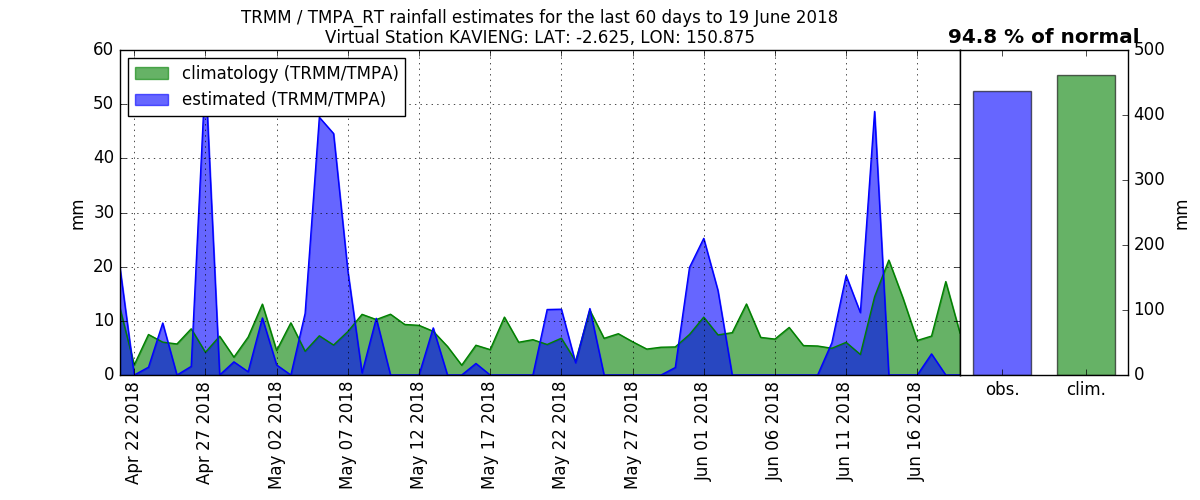 TRMM / TMPA_RT rainfall estimates for the last 60 days to 19 June 2018
Virtual Station KAVIENG: LAT: -2.625, LON: 150.875
94.8 % of normal
climatology (TRMM/TMPA)
estimated (TRMM/TMPA)
60
50
40
30
20
10
0
mm
Apr 22 2018
Apr 27 2018
May 02 2018
May 07 2018
May 12 2018
May 17 2018
May 22 2018
May 27 2018
Jun 01 2018
Jun 06 2018
Jun 11 2018
Jun 16 2018
obs.
clim.
500
400
300
200
100
0
mm